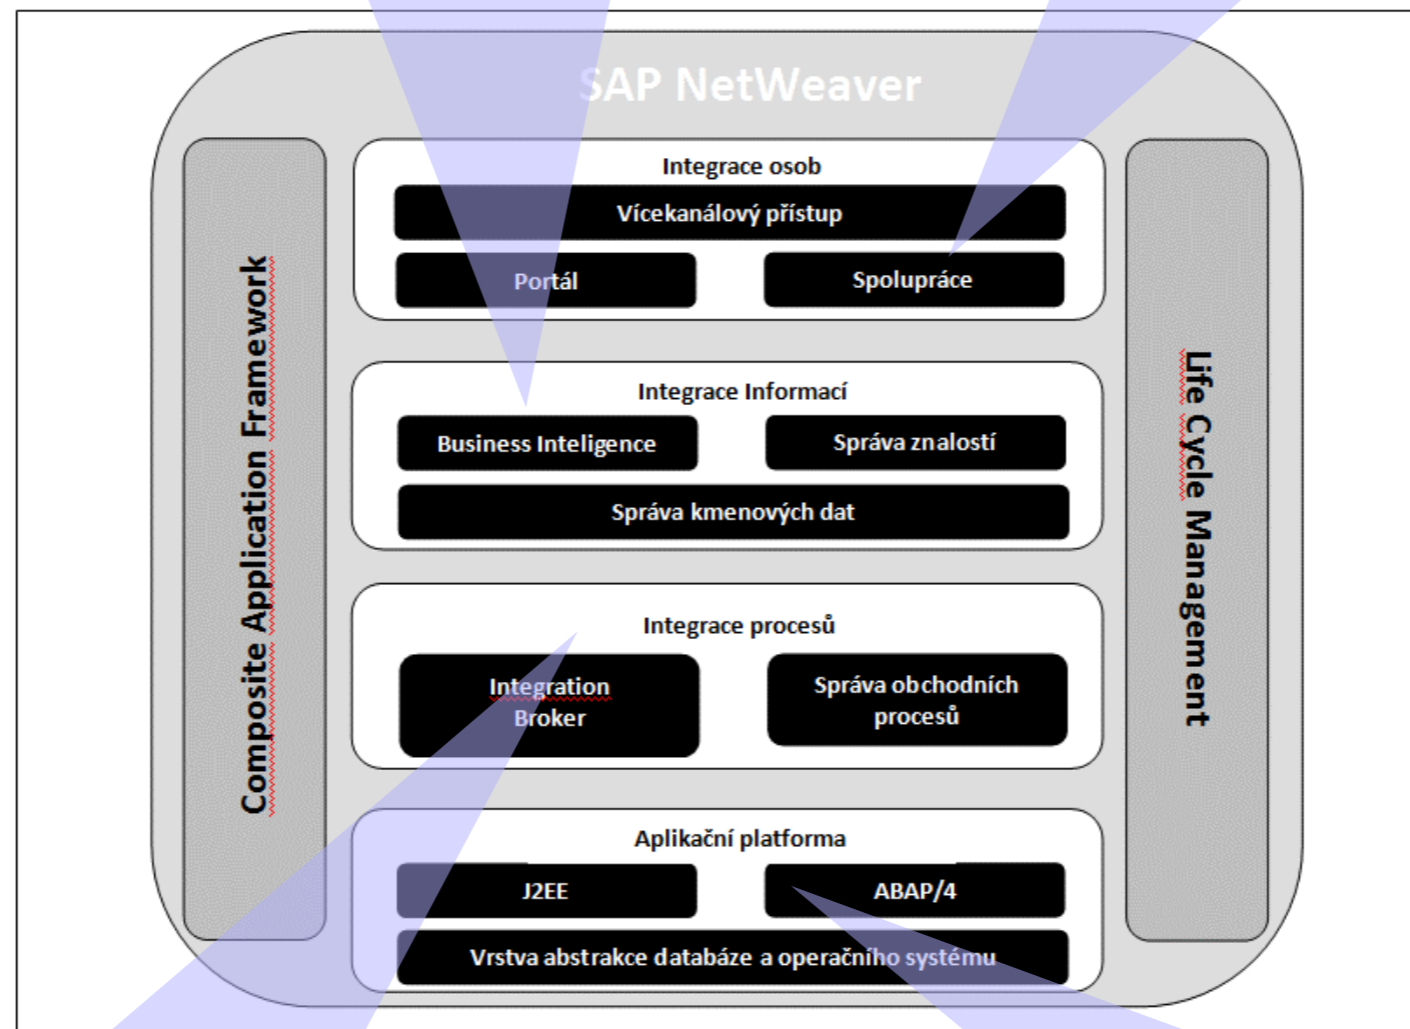 SAP NetWeaver
Composite Application Framework
Integrace osob
Vícekanálový přístup
Portál
Spolupráce
Integrace Informací
Business Inteligence
Správa znalostí
Správa kmenových dat
Integrace procesů
Integration
Broker
Správa obchodních
procesů
Aplikační platforma
J2EE
ABAP/4
Vrstva abstrakce databáze a operačního systému
Life Cycle Management